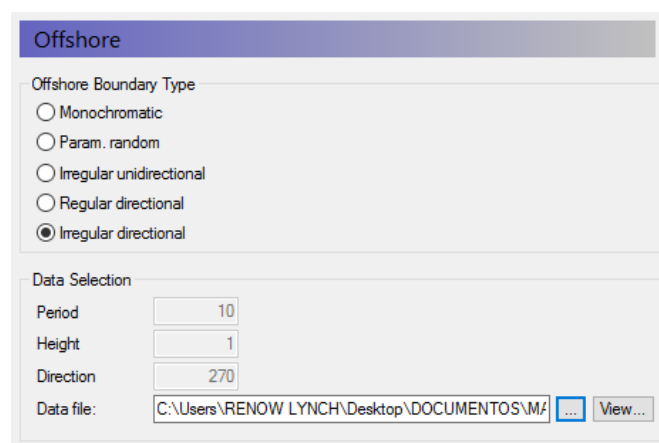 Offshore
Offshore Boundary Type
Monochromatic
Param. random
Irregular unidirectional
Regular directional
Irregular directional
Data Selection
Period 10
Height 1
Direction 270
Data file: C:\Users\RENOW LYNCH\Desktop\DOCUMENTOS\MA ... View...